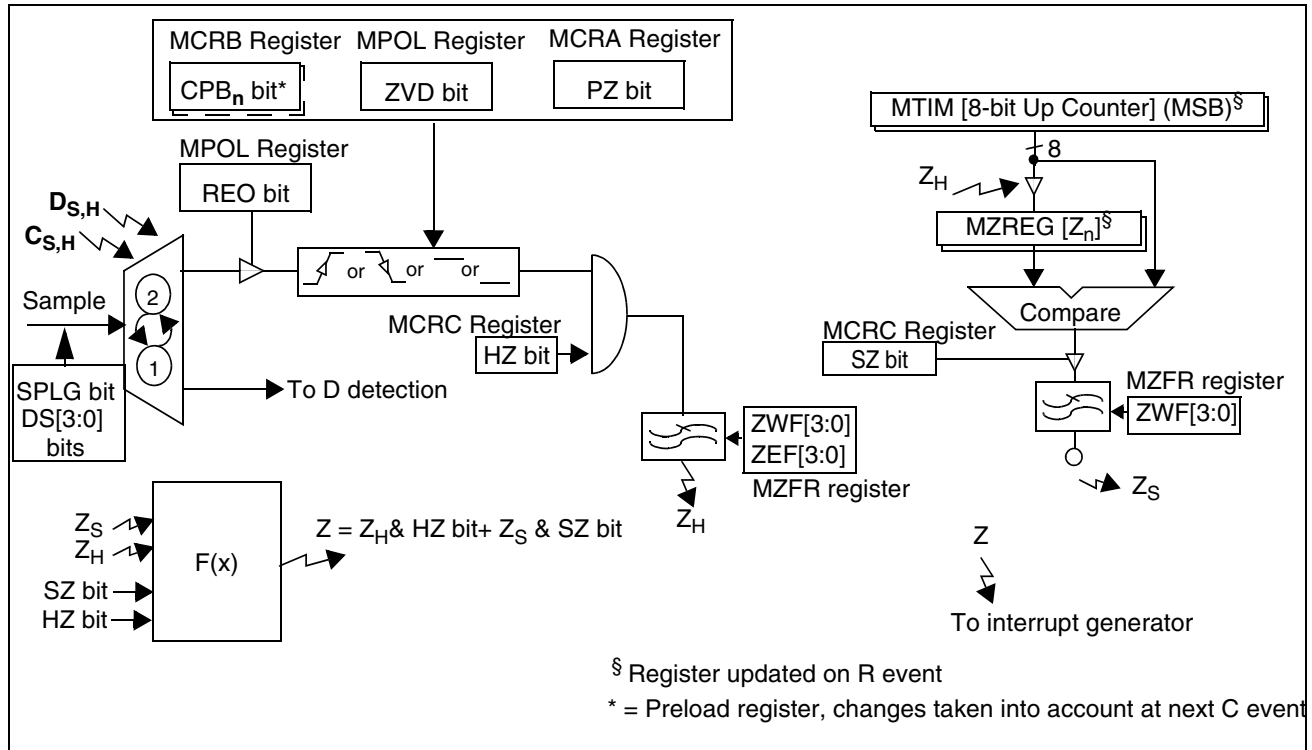 MCRB Register
MPOL Register
MCRA Register
CPBn bit*
ZVD bit
PZ bit
MTIM [8-bit Up Counter] (MSB)§
8
MPOL Register
REO bit
ZH
MZREG [Zn]§
DS,H
CS,H
or
or
or
2
1
Sample
Compare
MCRC Register
HZ bit
MCRC Register
SZ bit
To D detection
SPLG bit
DS[3:0]
bits
MZFR register
ZWF[3:0]
ZWF[3:0]
ZEF[3:0]
MZFR register
ZH
ZS
ZS
ZH
SZ bit
HZ bit
F(x)
Z = ZH& HZ bit+ ZS & SZ bit
Z
To interrupt generator
§ Register updated on R event
* = Preload register, changes taken into account at next C event